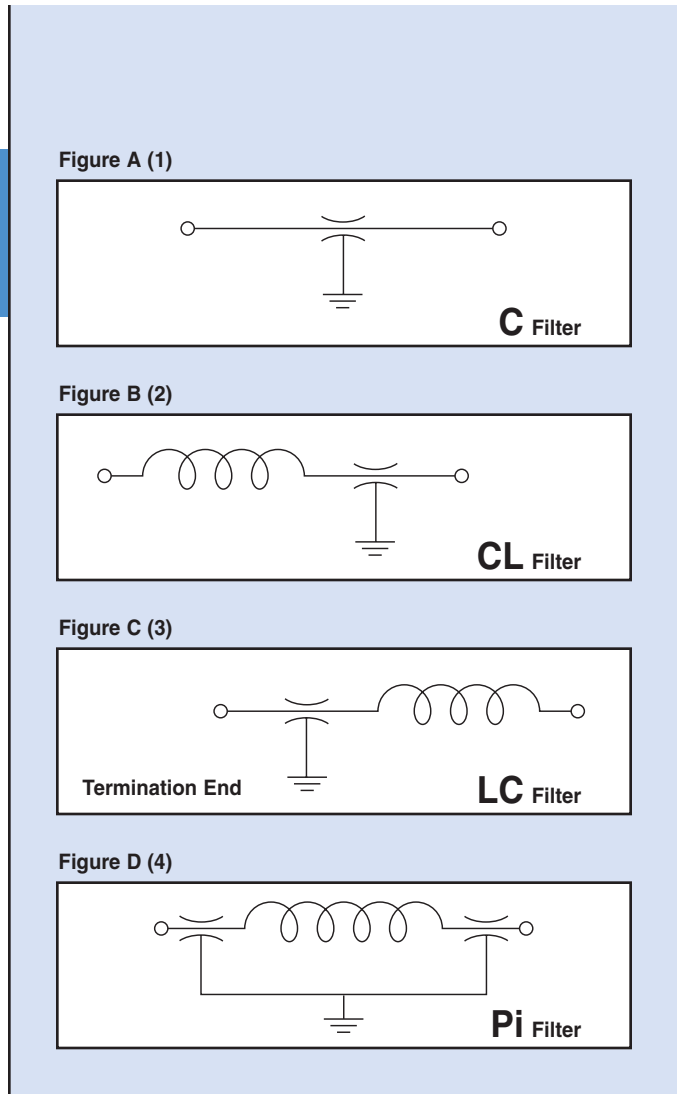 Figure A (1)
C Filter
Figure B (2)
CL Filter
Figure C (3)
Termination End
LC Filter
Figure D (4)
Pi Filter